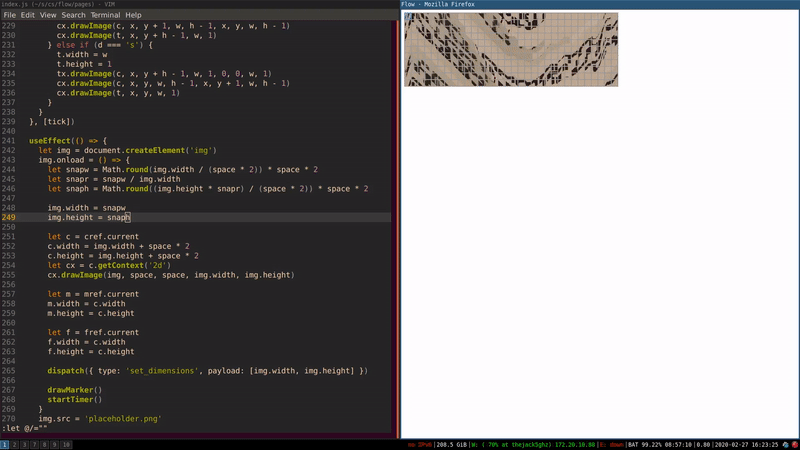 index.js (~/s/cs/flow/pages) - VIM
File Edit View Search Terminal Help
229 cx.drawImage(c, x, y + 1, w, h - 1, x, y, w, h - 1)
230 cx.drawImage(t, x, y + h - 1, w, 1)
231 } else if (d === 's') {
232 t.width = w
233 t.height = 1
234 tx.drawImage(c, x, y + h - 1, w, 1, 0, 0, w, 1)
235 cx.drawImage(c, x, y, w, h - 1, x, y + 1, w, h - 1)
236 cx.drawImage(t, x, y, w, 1)
237 }
238 }
239 }, [tick])
240
241 useEffect(() => {
242 let img = document.createElement('img')
243 img.onload = () => {
244 let snapw = Math.round(img.width / (space * 2)) * space * 2
245 let snapr = snapw / img.width
246 let snaph = Math.round((img.height * snapr) / (space * 2)) * space * 2
247
248 img.width = snapw
249 img.height = snaph
250
251 let c = cref.current
252 c.width = img.width + space * 2
253 c.height = img.height + space * 2
254 let cx = c.getContext('2d')
255 cx.drawImage(img, space, space, img.width, img.height)
256
257 let m = mref.current
258 m.width = c.width
259 m.height = c.height
260
261 let f = fref.current
262 f.width = c.width
263 f.height = c.height
264
265 dispatch({ type: 'set_dimensions', payload: [img.width, img.height] })
266
267 drawMarker()
268 startTimer()
269 }
270 img.src = 'placeholder.png'
:let @/=""
Flow - Mozilla Firefox
1 2 3 7 8 9 10
no IPv6 |208.5 GiB|W: ( 70% at thejack5ghz) 172.20.10.08|E: down|BAT 99.22% 08:57:10|0.80|2020-02-27 16:23:25